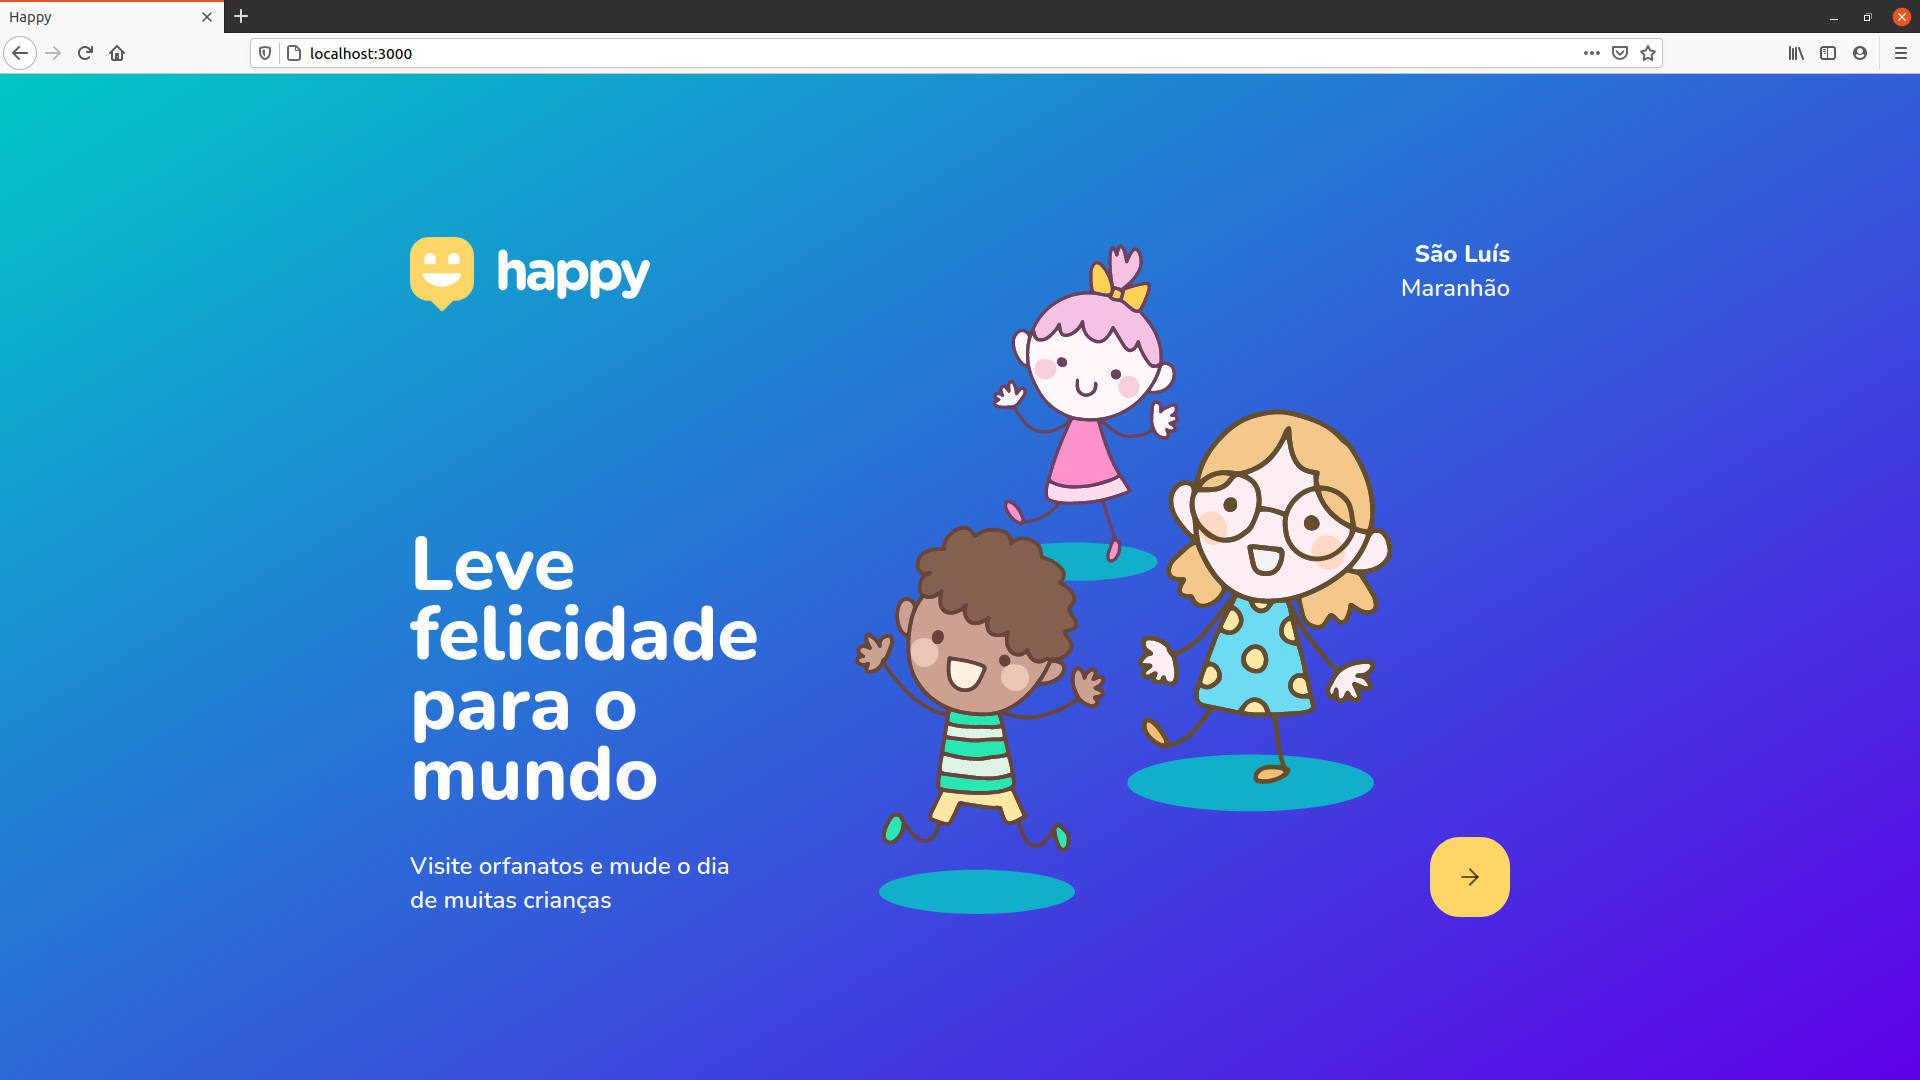 Happy
localhost:3000
happy
São Luís
Maranhão
Leve
felicidade
para o
mundo
Visite orfanatos e mude o dia
de muitas crianças